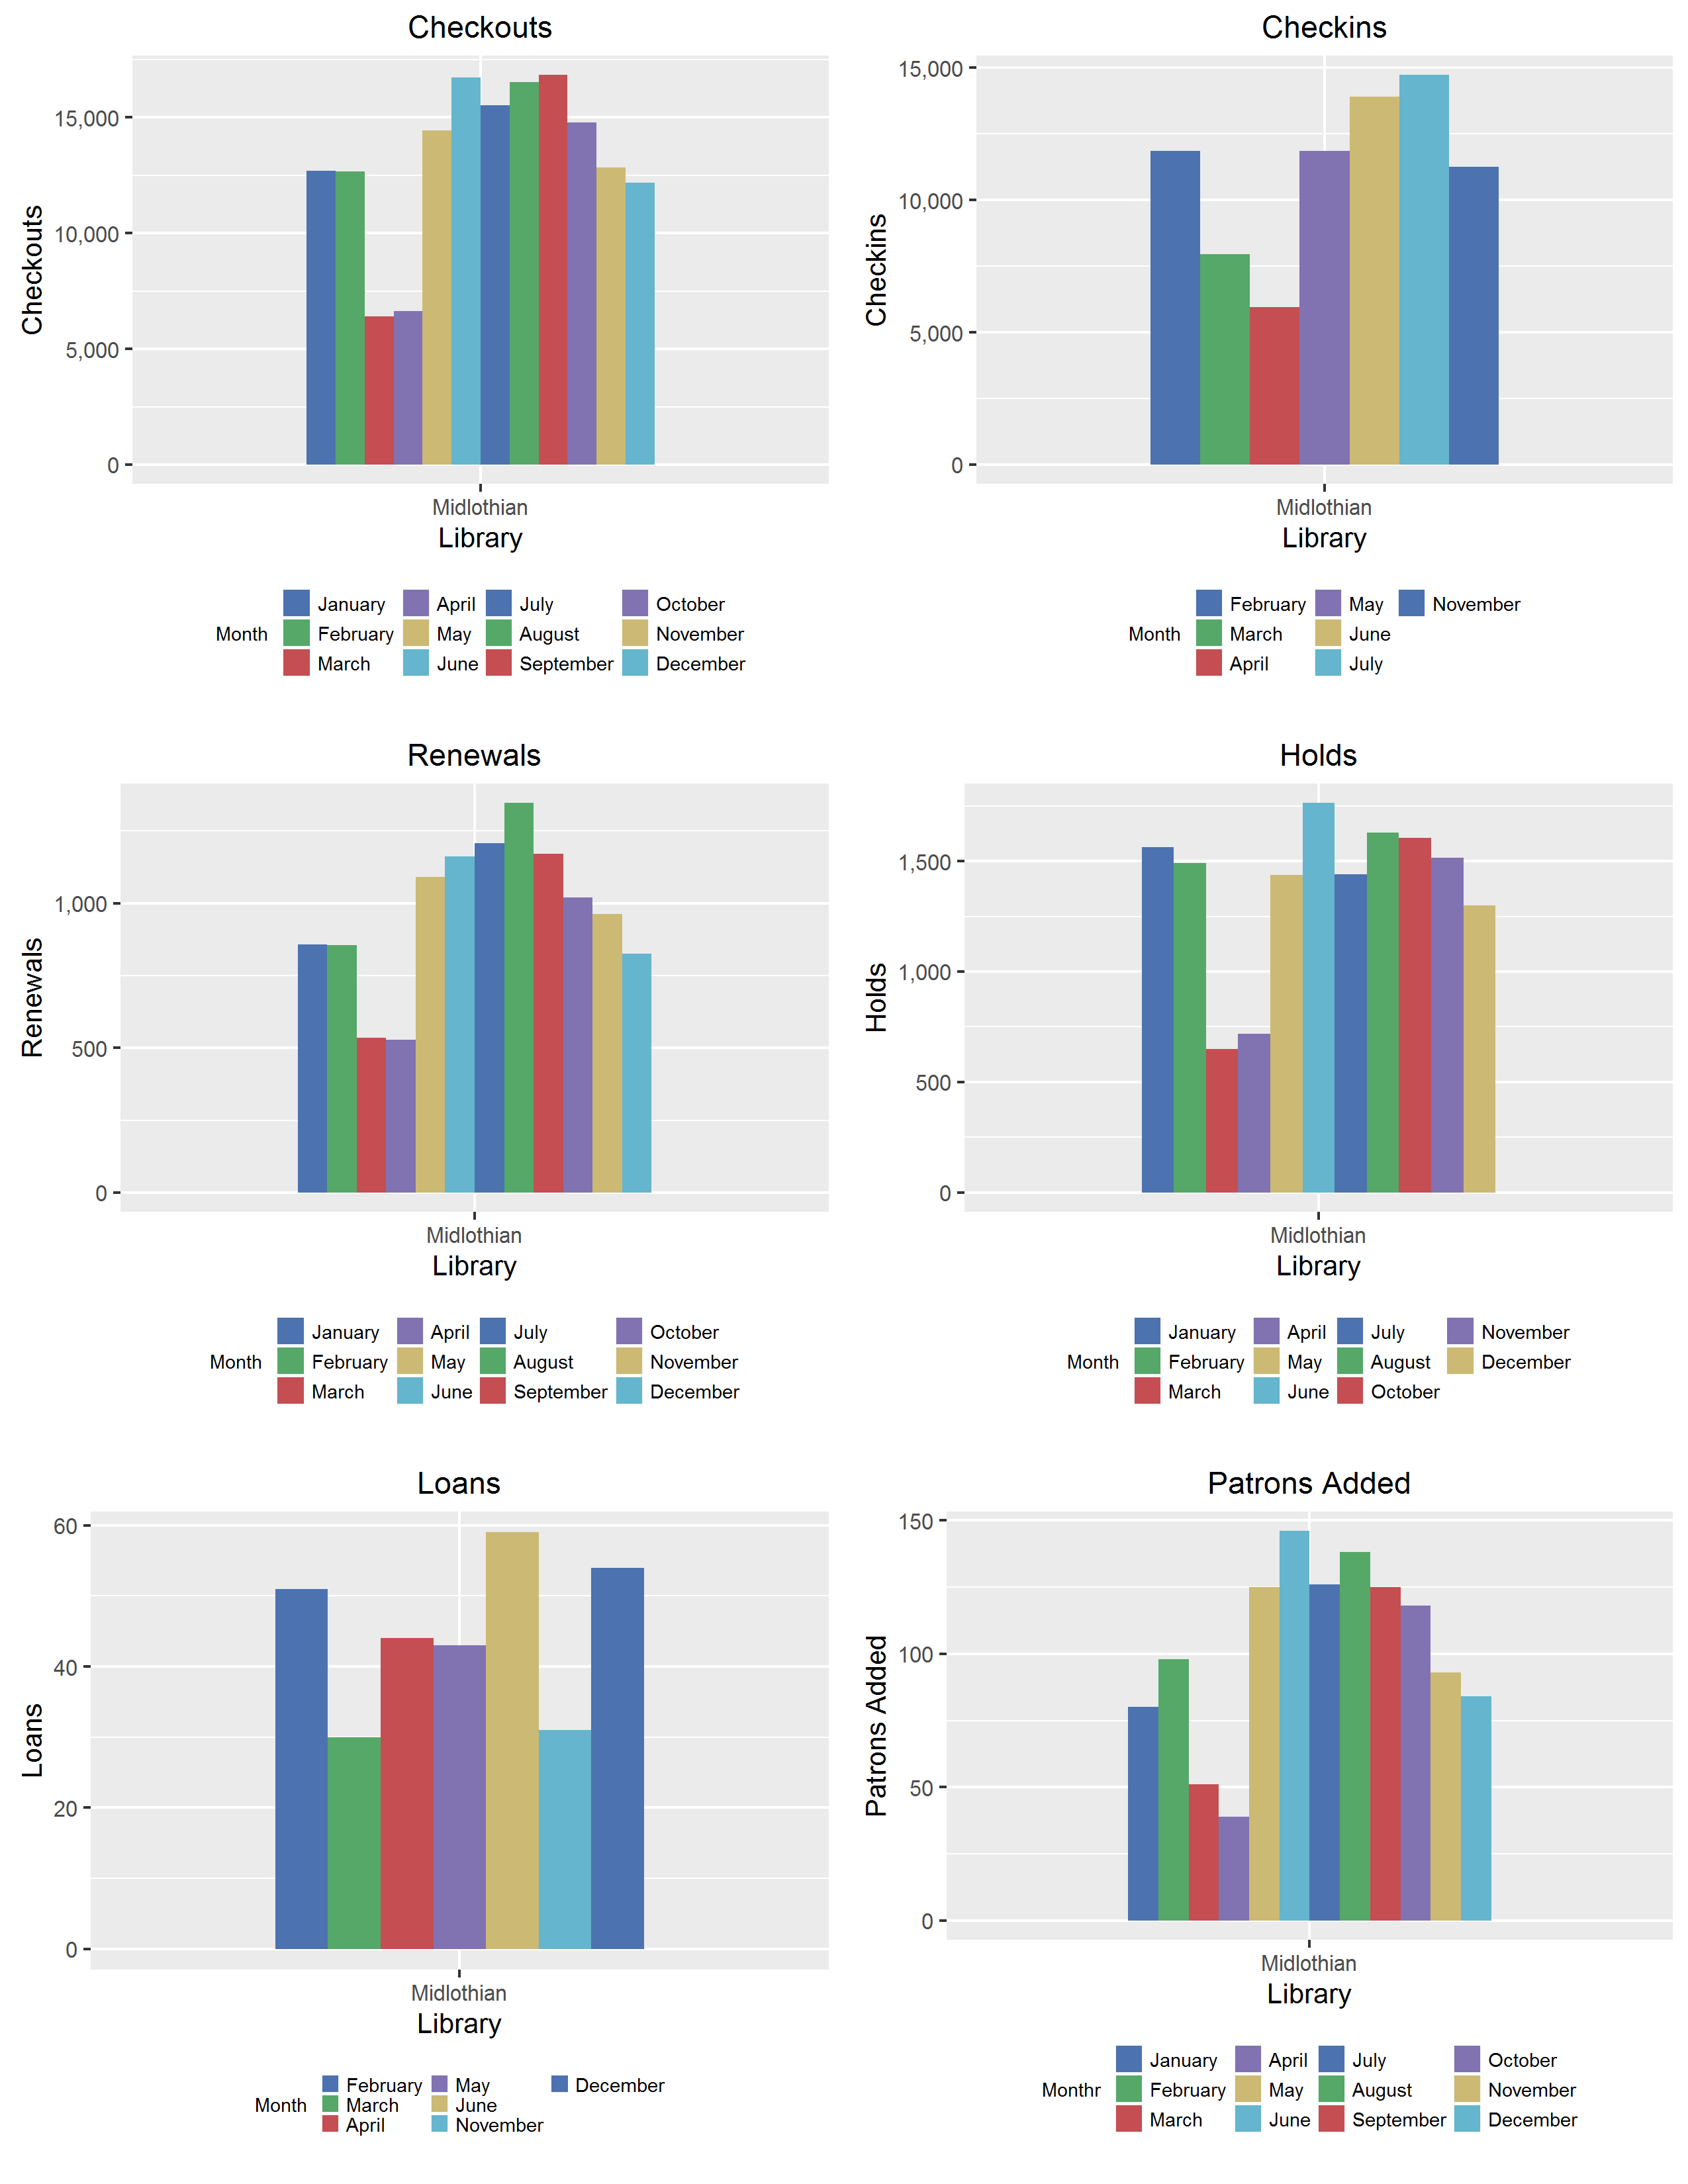 Checkouts
Checkouts
15,000
10,000
5,000
0
Midlothian
Library
Month
January
February
March
April
May
June
July
August
September
October
November
December
Checkins
Checkins
15,000
10,000
5,000
0
Midlothian
Library
Month
February
March
April
May
June
July
November
Renewals
Renewals
1,000
500
0
Midlothian
Library
Month
January
February
March
April
May
June
July
August
September
October
November
December
Holds
Holds
1,500
1,000
500
0
Midlothian
Library
Month
January
February
March
April
May
June
July
August
October
November
December
Loans
Loans
60
40
20
0
Midlothian
Library
Month
February
March
April
May
June
November
December
Patrons Added
Patrons Added
150
100
50
0
Midlothian
Library
Monthr
January
February
March
April
May
June
July
August
September
October
November
December